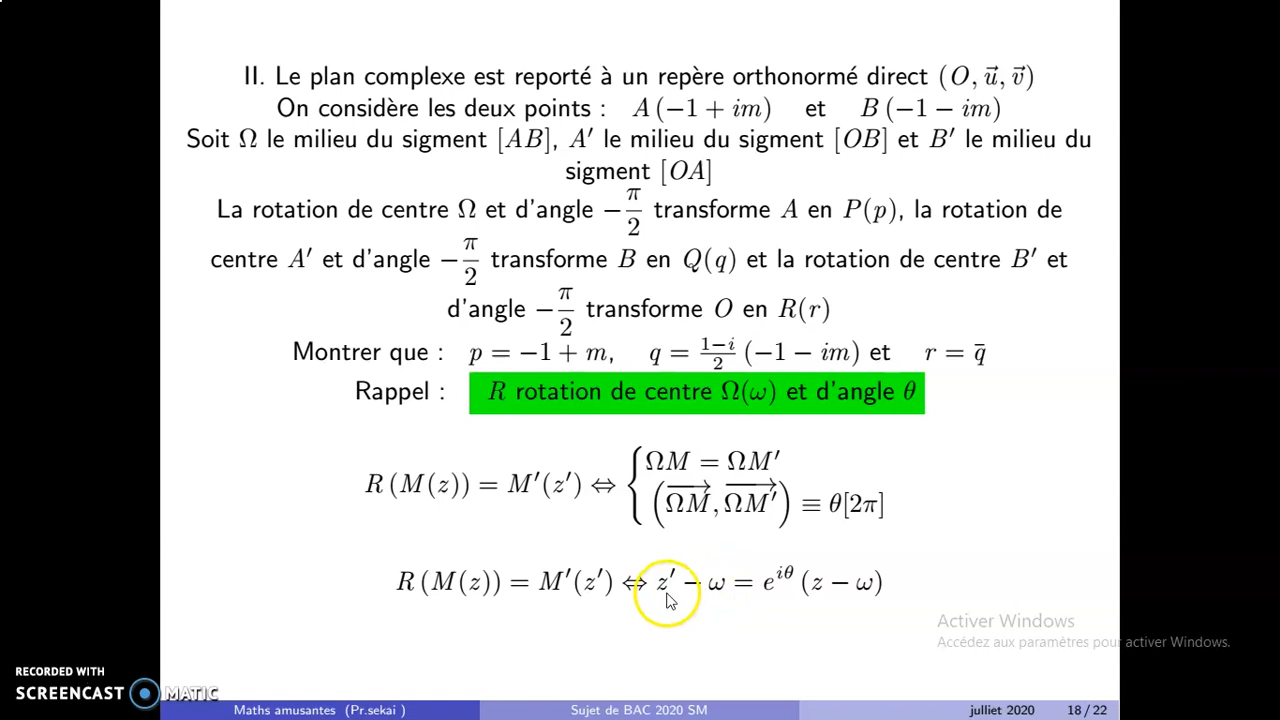 II. Le plan complexe est reporté à un repère orthonormé direct (O, u⃗, v⃗)
On considère les deux points : A (−1 + im) et B (−1 − im)
Soit Ω le milieu du sigment [AB], A′ le milieu du sigment [OB] et B′ le milieu du
sigment [OA]
La rotation de centre Ω et d'angle −π/2 transforme A en P(p), la rotation de
centre A′ et d'angle −π/2 transforme B en Q(q) et la rotation de centre B′ et
d'angle −π/2 transforme O en R(r)
Montrer que : p = −1 + m, q = (1−i)/2 (−1 − im) et r = q̄
Rappel : R rotation de centre Ω(ω) et d'angle θ
R (M(z)) = M′(z′) ⇔ { ΩM = ΩM′
(ΩM⃗, ΩM′⃗) ≡ θ[2π]
R (M(z)) = M′(z′) ⇔ z′ − ω = e^{iθ} (z − ω)
Activer Windows
Accédez aux paramètres pour activer Windows.
RECORDED WITH
SCREENCAST MATIC
Maths amusantes (Pr.sekai ) Sujet de BAC 2020 SM julliet 2020 18 / 22